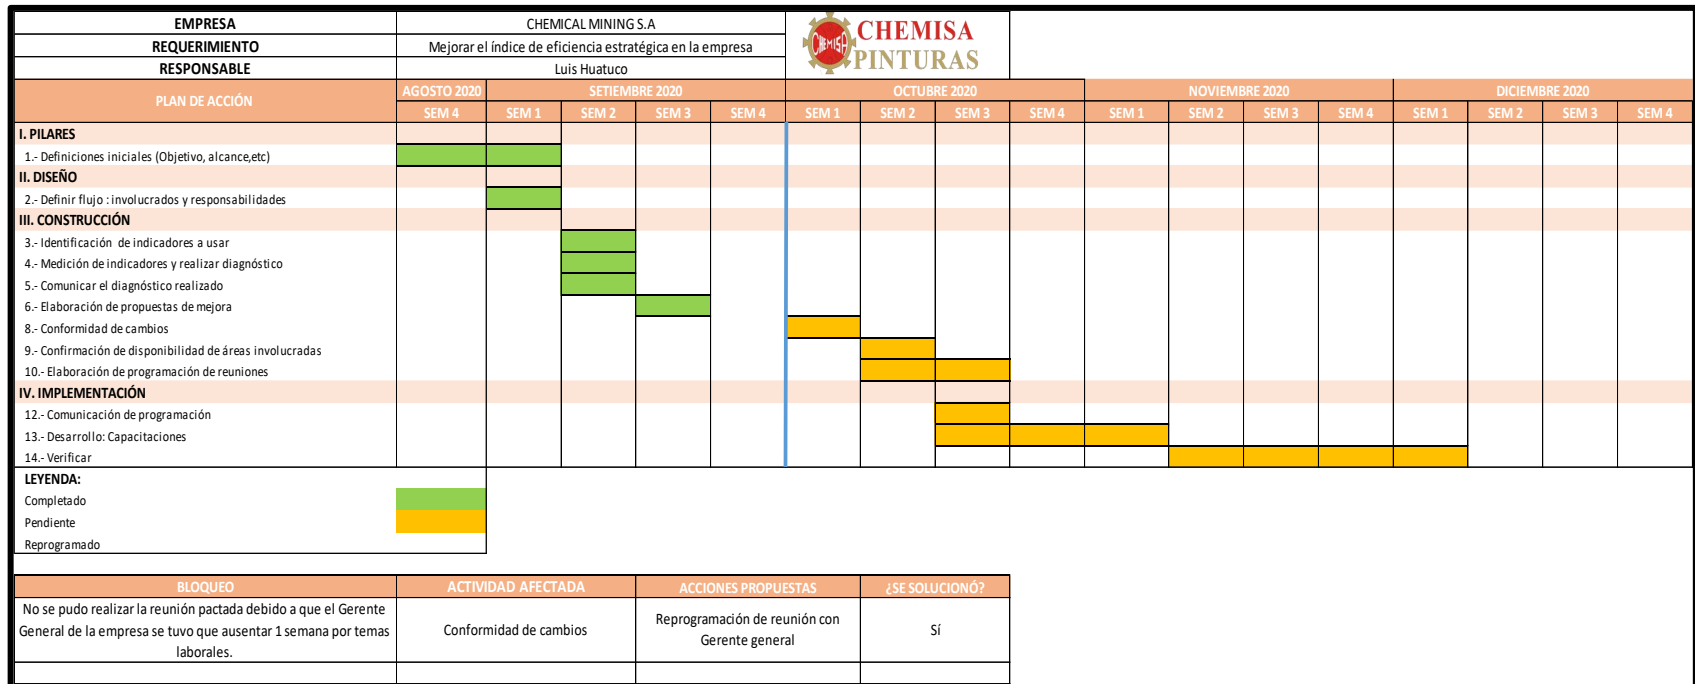 EMPRESA CHEMICAL MINING S.A
REQUERIMIENTO Mejorar el índice de eficiencia estratégica en la empresa
RESPONSABLE Luis Huatuco
CHEMISA
CHEMISA
PINTURAS
PLAN DE ACCIÓN
AGOSTO 2020 SETIEMBRE 2020 OCTUBRE 2020 NOVIEMBRE 2020 DICIEMBRE 2020
SEM 4 SEM 1 SEM 2 SEM 3 SEM 4 SEM 1 SEM 2 SEM 3 SEM 4 SEM 1 SEM 2 SEM 3 SEM 4 SEM 1 SEM 2 SEM 3 SEM 4
I. PILARES
1.- Definiciones iniciales (Objetivo, alcance,etc)
II. DISEÑO
2.- Definir flujo : involucrados y responsabilidades
III. CONSTRUCCIÓN
3.- Identificación de indicadores a usar
4.- Medición de indicadores y realizar diagnóstico
5.- Comunicar el diagnóstico realizado
6.- Elaboración de propuestas de mejora
8.- Conformidad de cambios
9.- Confirmación de disponibilidad de áreas involucradas
10.- Elaboración de programación de reuniones
IV. IMPLEMENTACIÓN
12.- Comunicación de programación
13.- Desarrollo: Capacitaciones
14.- Verificar
LEYENDA:
Completado
Pendiente
Reprogramado
BLOQUEO ACTIVIDAD AFECTADA ACCIONES PROPUESTAS ¿SE SOLUCIONÓ?
No se pudo realizar la reunión pactada debido a que el Gerente
General de la empresa se tuvo que ausentar 1 semana por temas
laborales.
Conformidad de cambios
Reprogramación de reunión con
Gerente general
Sí